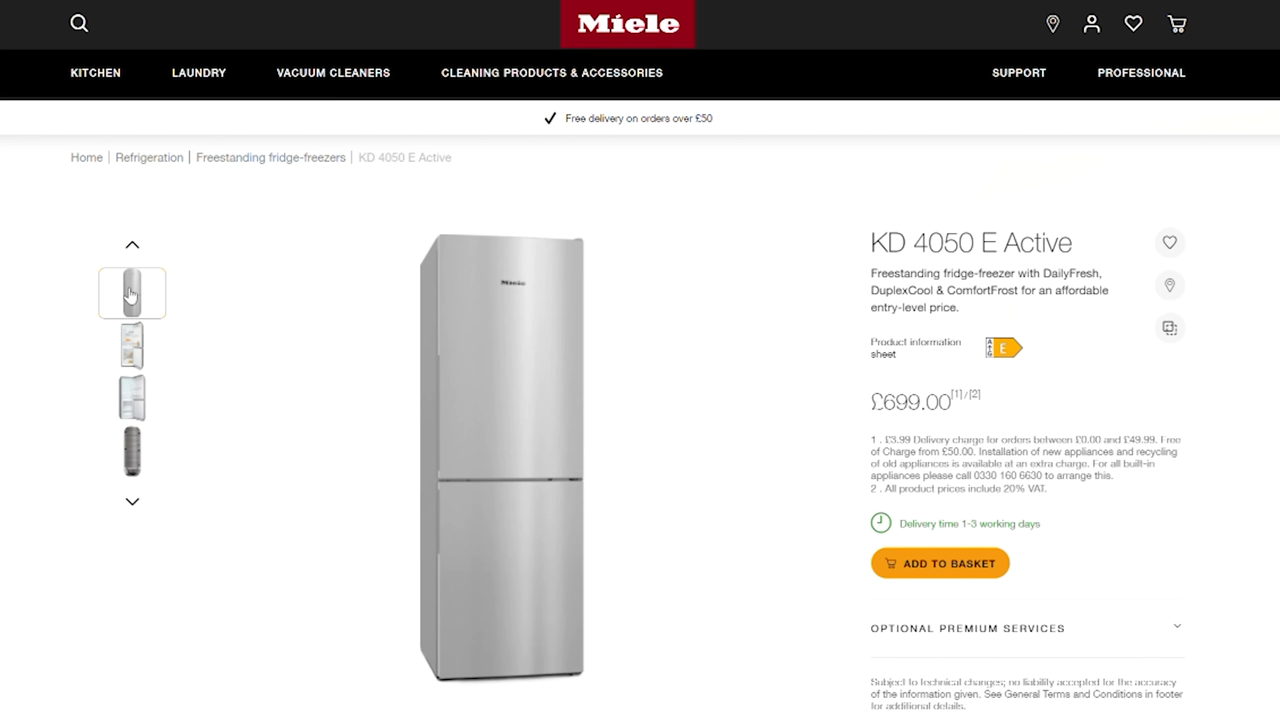 Miele
KITCHEN LAUNDRY VACUUM CLEANERS CLEANING PRODUCTS & ACCESSORIES SUPPORT PROFESSIONAL
Free delivery on orders over £50
Home | Refrigeration | Freestanding fridge-freezers | KD 4050 E Active
Miele
KD 4050 E Active
Freestanding fridge-freezer with DailyFresh,
DuplexCool & ComfortFrost for an affordable
entry-level price.
Product information
sheet
A
G
E
£699.00[1]/[2]
1 . £3.99 Delivery charge for orders between £0.00 and £49.99. Free
of Charge from £50.00. Installation of new appliances and recycling
of old appliances is available at an extra charge. For all built-in
appliances please call 0330 160 6630 to arrange this.
2 . All product prices include 20% VAT.
Delivery time 1-3 working days
ADD TO BASKET
OPTIONAL PREMIUM SERVICES
Subject to technical changes; no liability accepted for the accuracy
of the information given. See General Terms and Conditions in footer
for additional details.